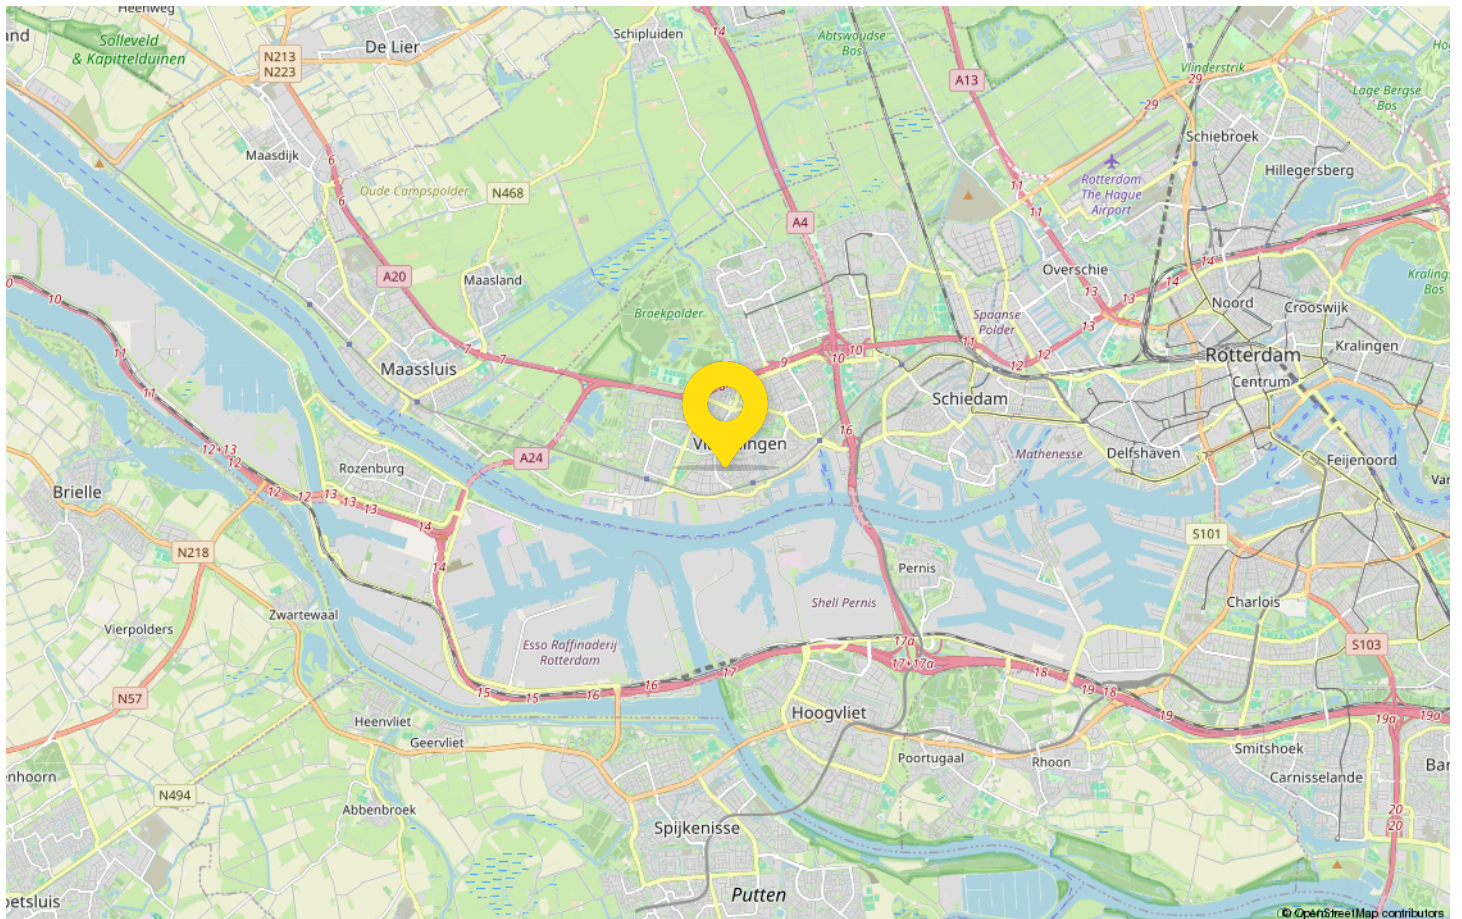 Heenweg
Solleveld
& Kapittelduinen
De Lier
N213
N223
Schipluiden
14
Abtswoudse
Bos
A13
Vlinderstrik
29
29
Lage Bergse
Bos
Schiebroek
Hillegersberg
Maasdijk
6
6
Oude Campspolder
N468
11
11
Rotterdam
The Hague
Airport
A4
A20
Maasland
Overschie
14
14
13
13
13
Kraling
Bos
10
Broekpolder
Spaanse
Polder
Noord
Crooswijk
11
11
7
7
Maassluis
9
10
10
11
12
Rotterdam
Kralingen
Centrum
8
Schiedam
16
12+13
12
A24
Vlaardingen
Rozenburg
Mathenesse
Delfshaven
Feijenoord
Brielle
12
12
13
13
13
14
14
N218
S101
Pernis
Zwartewaal
Vierpolders
Shell Pernis
Charlois
Esso Raffinaderij
Rotterdam
17a
17+17a
S103
N57
15
15
16
16
17
18
19
18
19
19a
19a
Heenvliet
Geervliet
Hoogvliet
Poortugaal
Rhoon
Smitshoek
Carnisselande
N494
Abbenbroek
Spijkenisse
20
20
Putten
© OpenStreetMap contributors